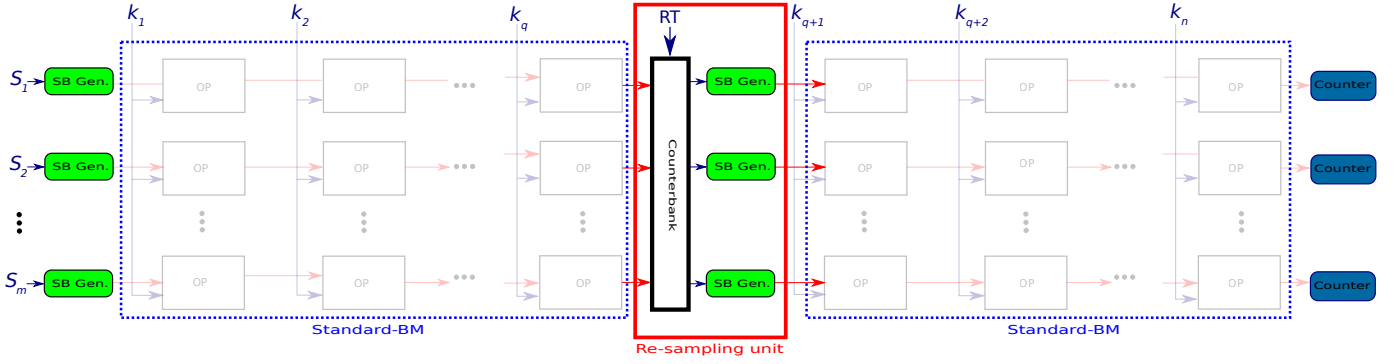 k1 k2 kq RT kq+1 kq+2 kn
S1 SB Gen. OP OP ••• OP SB Gen. OP OP ••• OP Counter
S2 SB Gen. OP OP ••• OP Counterbank SB Gen. OP OP ••• OP Counter
Sm SB Gen. OP OP ••• OP SB Gen. OP OP ••• OP Counter
Standard-BM Standard-BM
Re-sampling unit